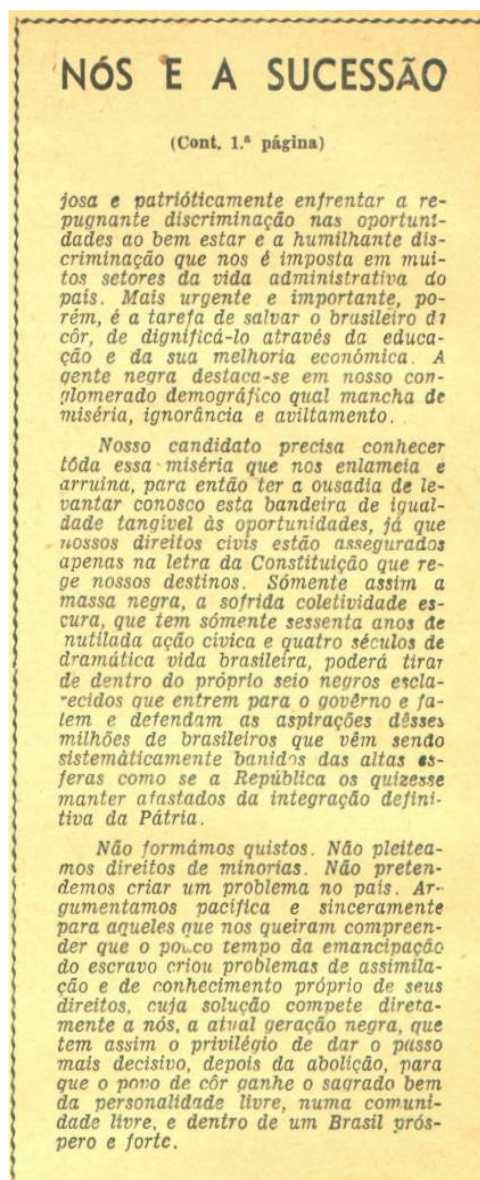 NÓS E A SUCESSÃO
(Cont. 1.ª página)
josa e patrióticamente enfrentar a re-
pugnante discriminação nas oportuni-
dades ao bem estar e a humilhante dis-
criminação que nos é imposta em mui-
tos setores da vida administrativa do
país. Mais urgente e importante, po-
rém, é a tarefa de salvar o brasileiro de
côr, de dignificá-lo através da educa-
ção e da sua melhoria económica. A
gente negra destaca-se em nosso con-
glomerado demográfico qual mancha de
miséria, ignorância e aviltamento.
Nosso candidato precisa conhecer
tôda essa miséria que nos enlameia e
arruina, para então ter a ousadia de le-
vantar conosco esta bandeira de igual-
dade tangível às oportunidades, já que
nossos direitos civis estão assegurados
apenas na letra da Constituição que re-
ge nossos destinos. Sómente assim a
massa negra, a sofrida coletividade es-
cura, que tem sómente sessenta anos de
nutilada ação cívica e quatro séculos de
dramática vida brasileira, poderá tirar
de dentro do próprio seio negros escla-
recidos que entrem para o govêrno e fa-
lem e defendam as aspirações dêsses
milhões de brasileiros que vêm sendo
sistemàticamente banidos das altas es-
feras como se a República os quizesse
manter afastados da integração defini-
tiva da Pátria.
Não formámos quistos. Não pleitea-
mos direitos de minorias. Não preten-
demos criar um problema no país. Ar-
gumentamos pacífica e sinceramente
para aqueles que nos queiram compreen-
der que o pouco tempo da emancipação
do escravo criou problemas de assimila-
ção e de conhecimento próprio de seus
direitos, cuja solução compete direta-
mente a nós, a atual geração negra, que
tem assim o privilégio de dar o passo
mais decisivo, depois da abolição, para
que o povo de côr ganhe o sagrado bem
da personalidade livre, numa comuni-
dade livre, e dentro de um Brasil prós-
pero e forte.